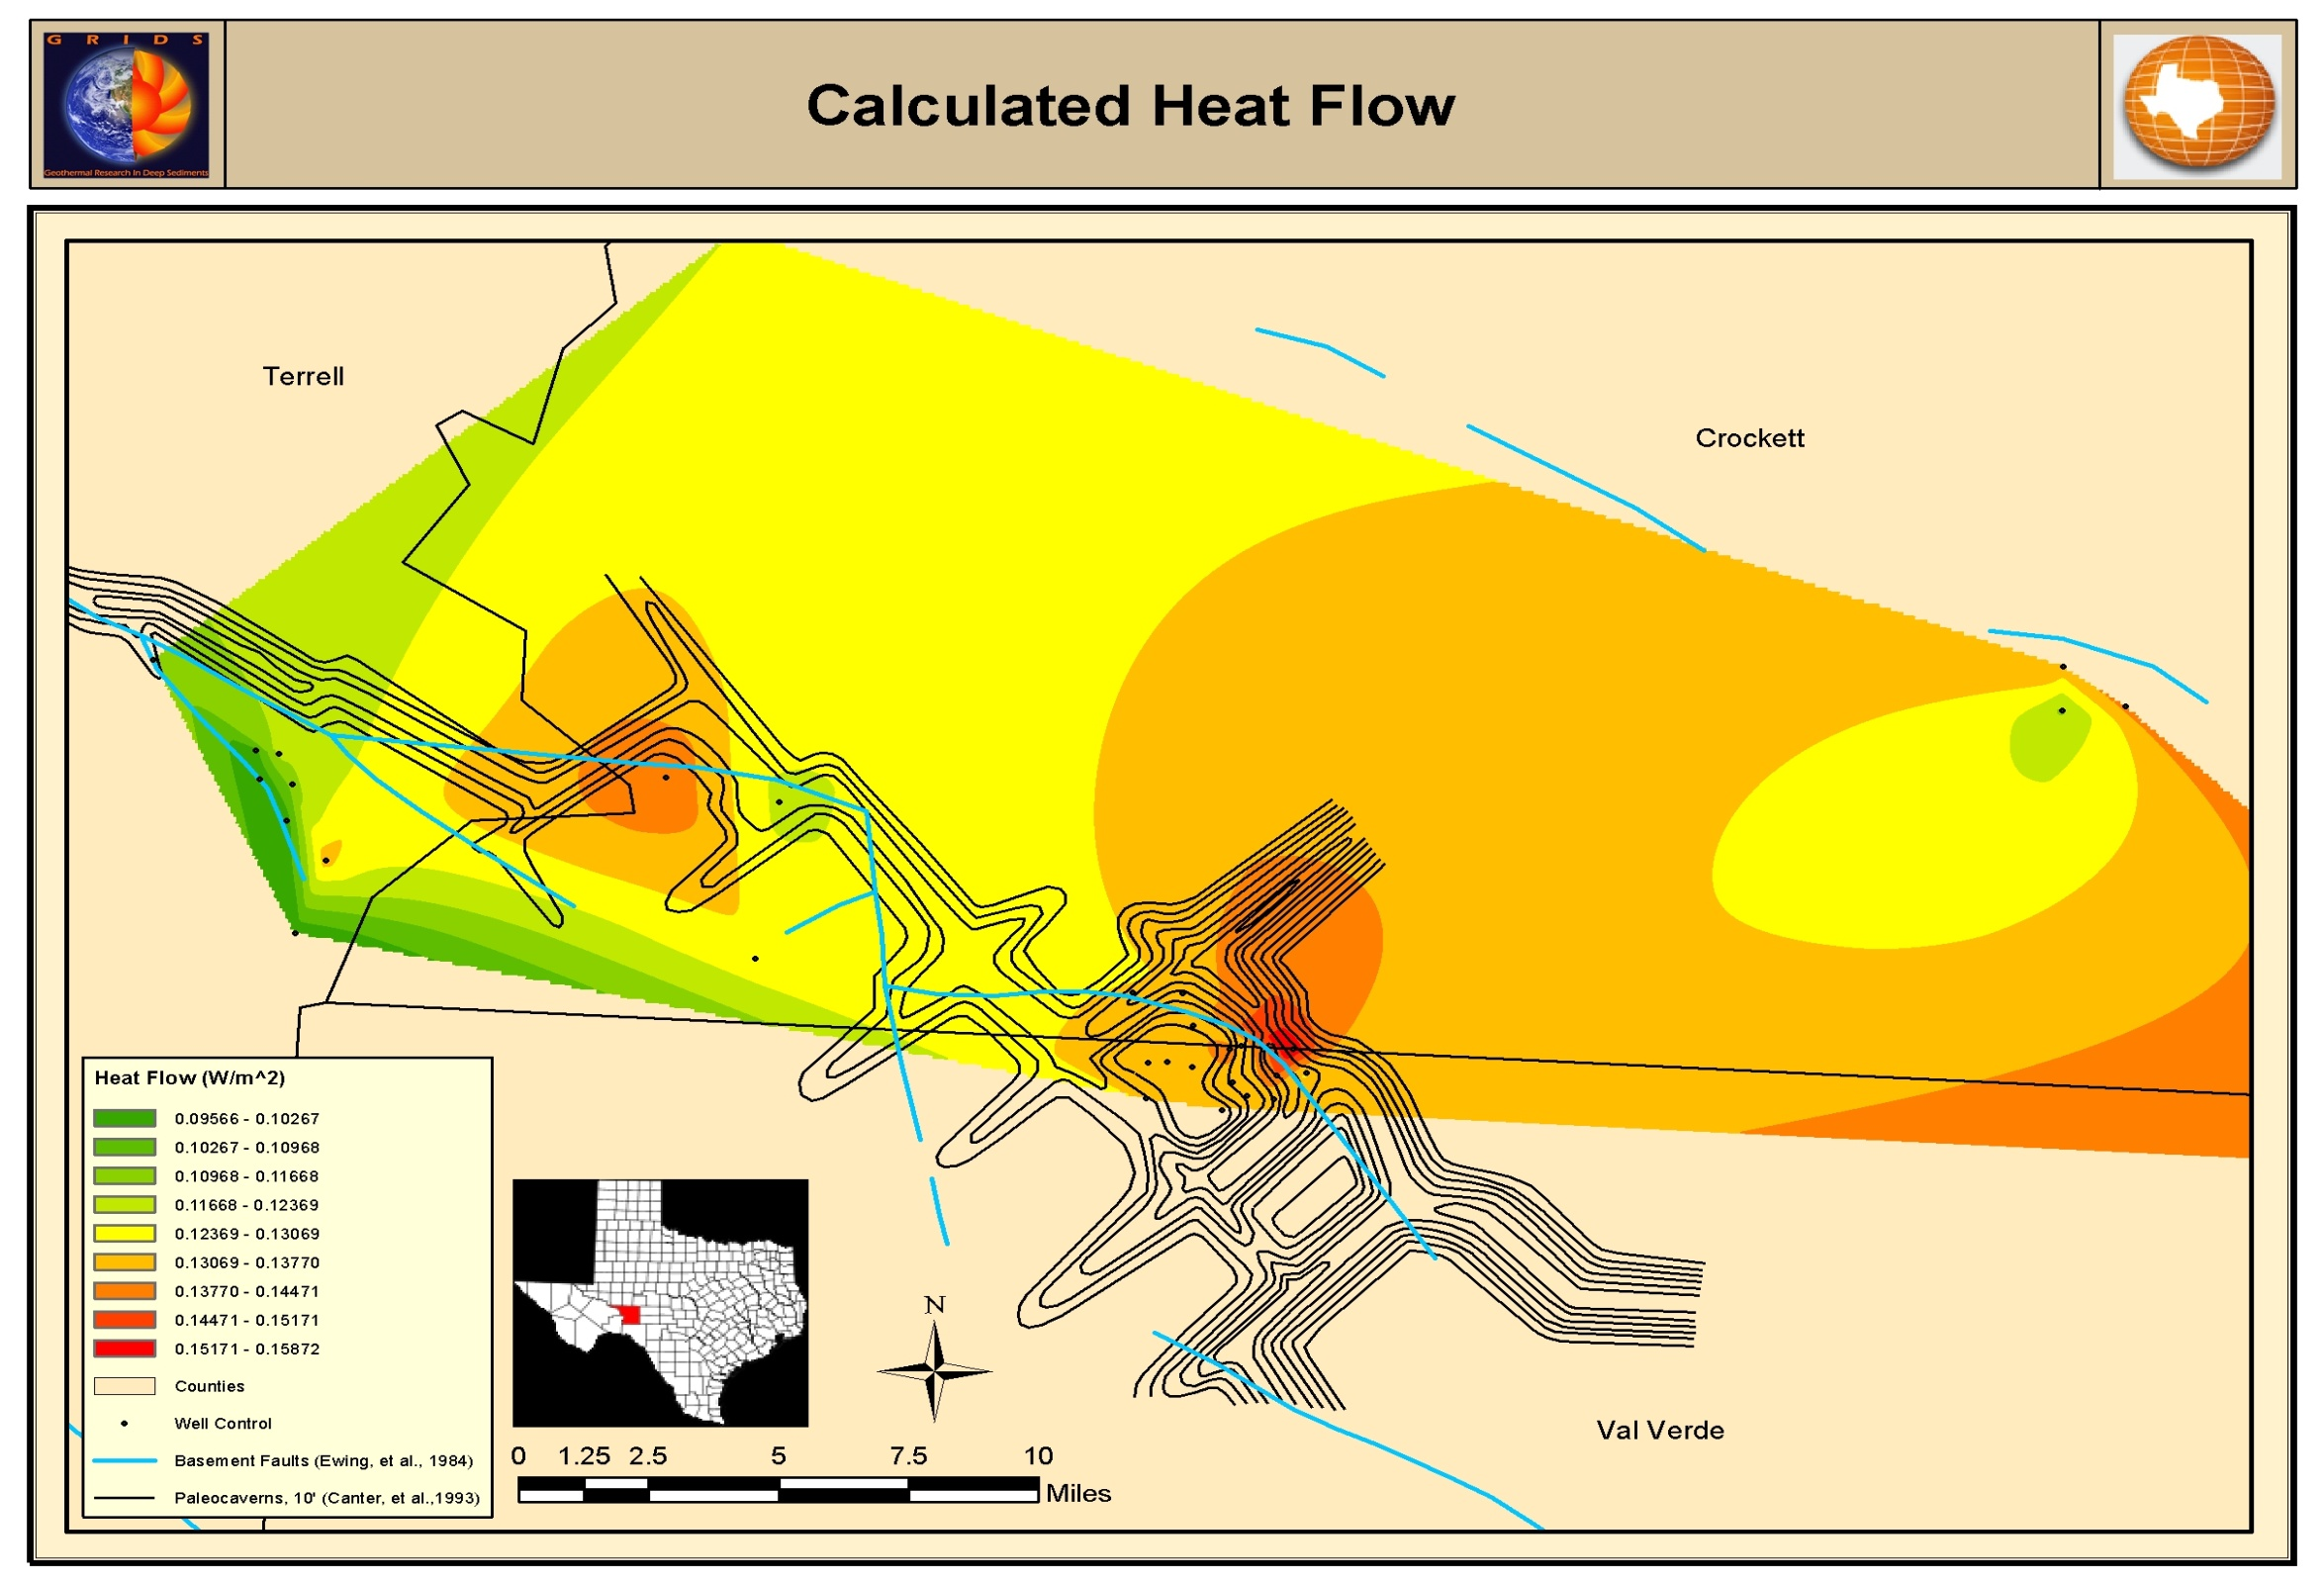 G R I D S
Geothermal Research In Deep Sediments
Calculated Heat Flow
Terrell
Crockett
Heat Flow (W/m^2)
0.09566 - 0.10267
0.10267 - 0.10968
0.10968 - 0.11668
0.11668 - 0.12369
0.12369 - 0.13069
0.13069 - 0.13770
0.13770 - 0.14471
0.14471 - 0.15171
0.15171 - 0.15872
Counties
Well Control
Basement Faults (Ewing, et al., 1984)
Paleocaverns, 10' (Canter, et al.,1993)
N
0 1.25 2.5 5 7.5 10
Miles
Val Verde